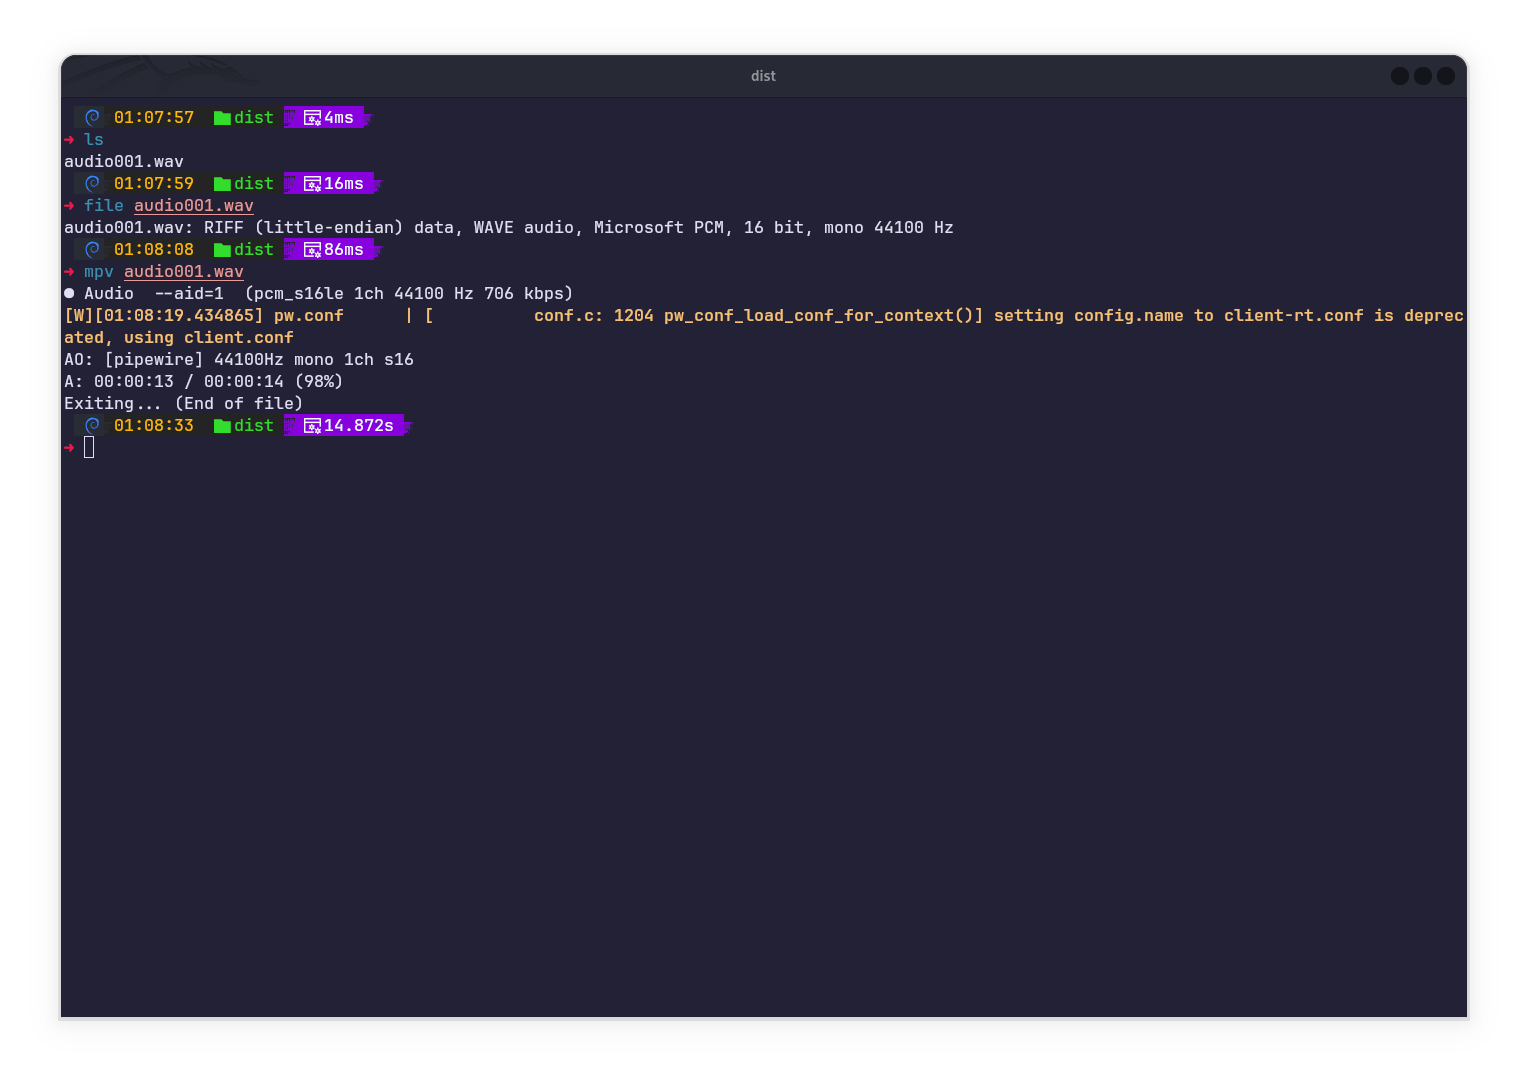 dist
01:07:57 dist 4ms
➜ ls
audio001.wav
01:07:59 dist 16ms
➜ file audio001.wav
audio001.wav: RIFF (little-endian) data, WAVE audio, Microsoft PCM, 16 bit, mono 44100 Hz
01:08:08 dist 86ms
➜ mpv audio001.wav
● Audio  --aid=1  (pcm_s16le 1ch 44100 Hz 706 kbps)
[W][01:08:19.434865] pw.conf      | [          conf.c: 1204 pw_conf_load_conf_for_context()] setting config.name to client-rt.conf is deprec
ated, using client.conf
AO: [pipewire] 44100Hz mono 1ch s16
A: 00:00:13 / 00:00:14 (98%)
Exiting... (End of file)
01:08:33 dist 14.872s
➜